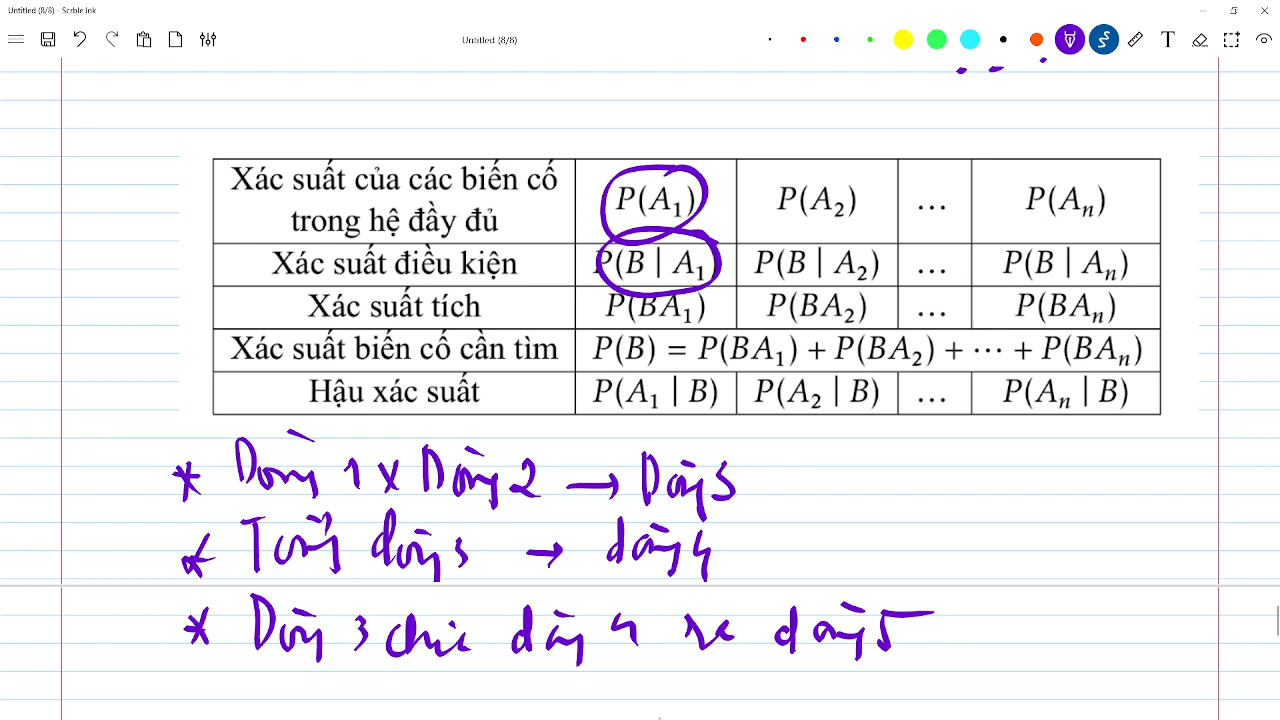 Untitled (8/8) - Scrble Ink
Untitled (8/8)
T
Xác suất của các biến cố trong hệ đầy đủ P(A₁) P(A₂) ... P(Aₙ)
Xác suất điều kiện P(B | A₁) P(B | A₂) ... P(B | Aₙ)
Xác suất tích P(BA₁) P(BA₂) ... P(BAₙ)
Xác suất biến cố cần tìm P(B) = P(BA₁) + P(BA₂) + ⋯ + P(BAₙ)
Hậu xác suất P(A₁ | B) P(A₂ | B) ... P(Aₙ | B)
* Dòng 1 x Dòng 2 → Dòng 3
* Tổng dòng 3 → dòng 4
* Dòng 3 chia dòng 4 ra dòng 5